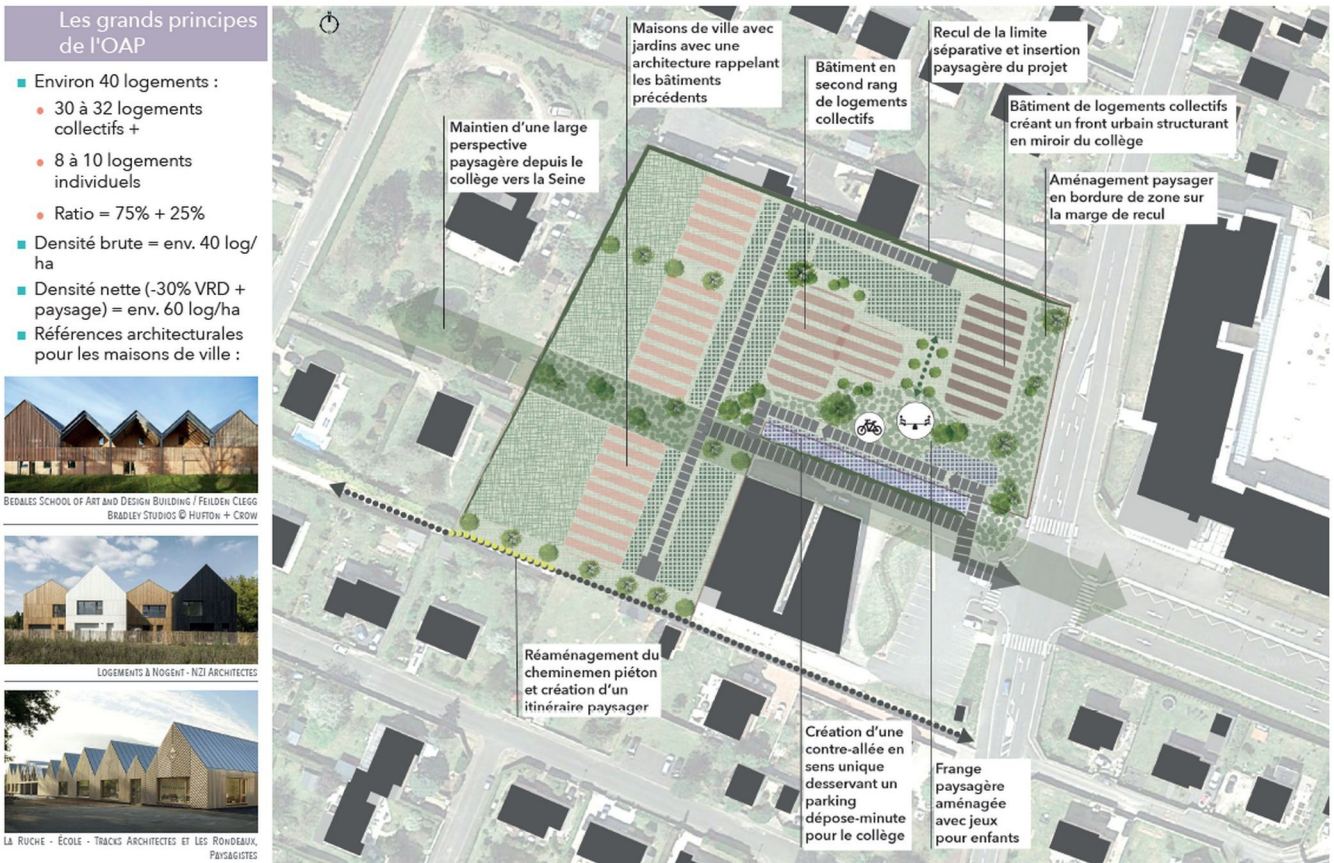 Les grands principes
de l'OAP
Environ 40 logements :
30 à 32 logements
collectifs +
8 à 10 logements
individuels
Ratio = 75% + 25%
Densité brute = env. 40 log/
ha
Densité nette (-30% VRD +
paysage) = env. 60 log/ha
Références architecturales
pour les maisons de ville :
BEDALES SCHOOL OF ART AND DESIGN BUILDING / FEILDEN CLEGG
BRADLEY STUDIOS © HUFTON + CROW
LOGEMENTS À NOGENT - NZI ARCHITECTES
LA RUCHE - ÉCOLE - TRACKS ARCHITECTES ET LES RONDEAUX,
PAYSAGISTES
Maintien d'une large
perspective
paysagère depuis le
collège vers la Seine
Maisons de ville avec
jardins avec une
architecture rappelant
les bâtiments
précédents
Bâtiment en
second rang
de logements
collectifs
Recul de la limite
séparative et insertion
paysagère du projet
Bâtiment de logements collectifs
créant un front urbain structurant
en miroir du collège
Aménagement paysager
en bordure de zone sur
la marge de recul
Réaménagement du
cheminemen piéton
et création d'un
itinéraire paysager
Création d'une
contre-allée en
sens unique
desservant un
parking
dépose-minute
pour le collège
Frange
paysagère
aménagée
avec jeux
pour enfants